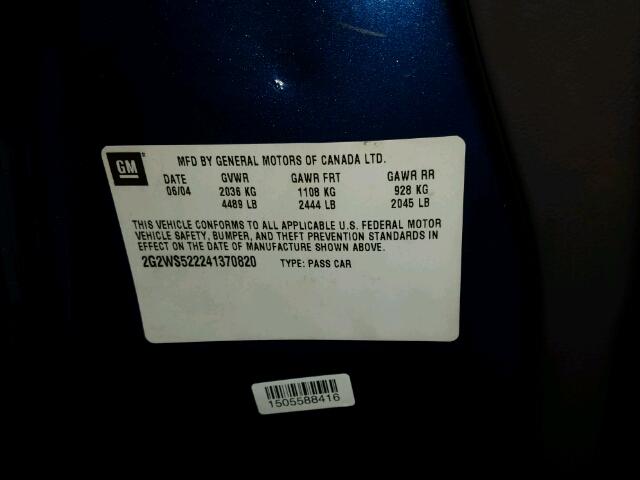 GM
MFD BY GENERAL MOTORS OF CANADA LTD.
DATE GVWR GAWR FRT GAWR RR
06/04 2036 KG 1108 KG 928 KG
4489 LB 2444 LB 2045 LB
THIS VEHICLE CONFORMS TO ALL APPLICABLE U.S. FEDERAL MOTOR
VEHICLE SAFETY, BUMPER, AND THEFT PREVENTION STANDARDS IN
EFFECT ON THE DATE OF MANUFACTURE SHOWN ABOVE.
2G2WS522241370820 TYPE: PASS CAR
1505588416